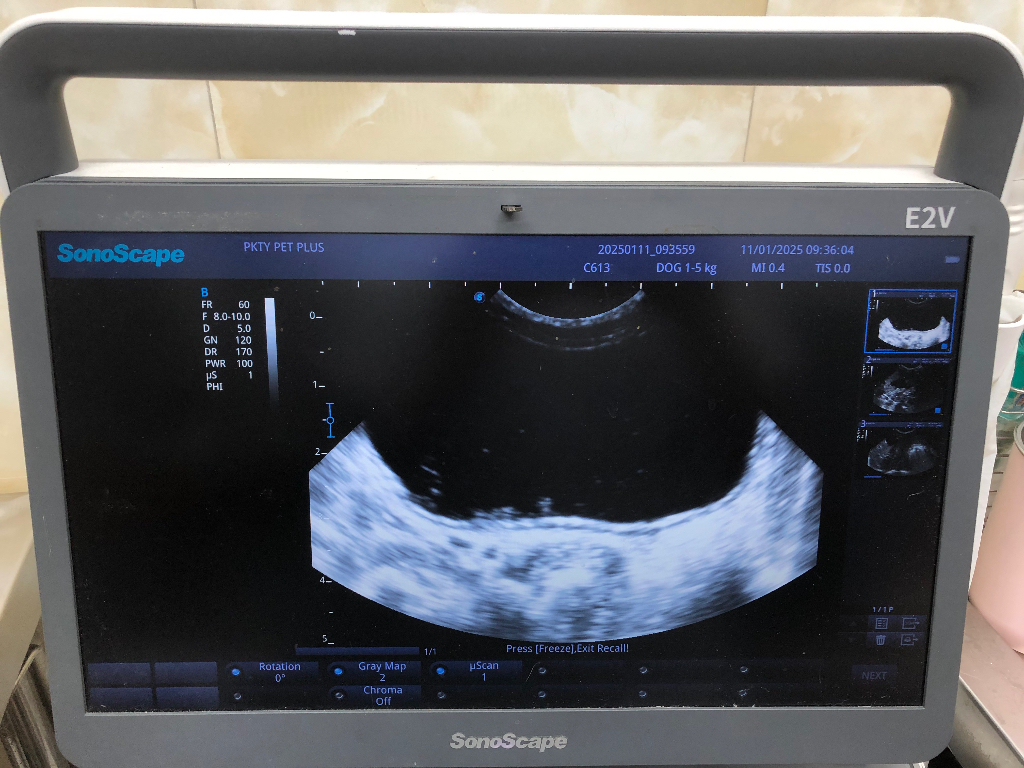 E2V
SonoScape
PKTY PET PLUS
20250111_093559
11/01/2025 09:36:04
C613
DOG 1-5 kg
MI 0.4
TIS 0.0
B
FR 60
F 8.0-10.0
D 5.0
GN 120
DR 170
PWR 100
µS 1
PHI
0
1
2
4
5
1
2
3
1/1P
1/1
Press [Freeze],Exit Recall!
Rotation
0°
Gray Map
2
µScan
1
Chroma
Off
NEXT
SonoScape